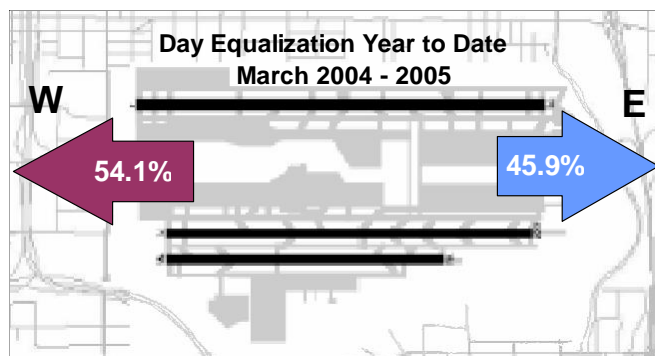 Day Equalization Year to Date
March 2004 - 2005
W
E
54.1%
45.9%